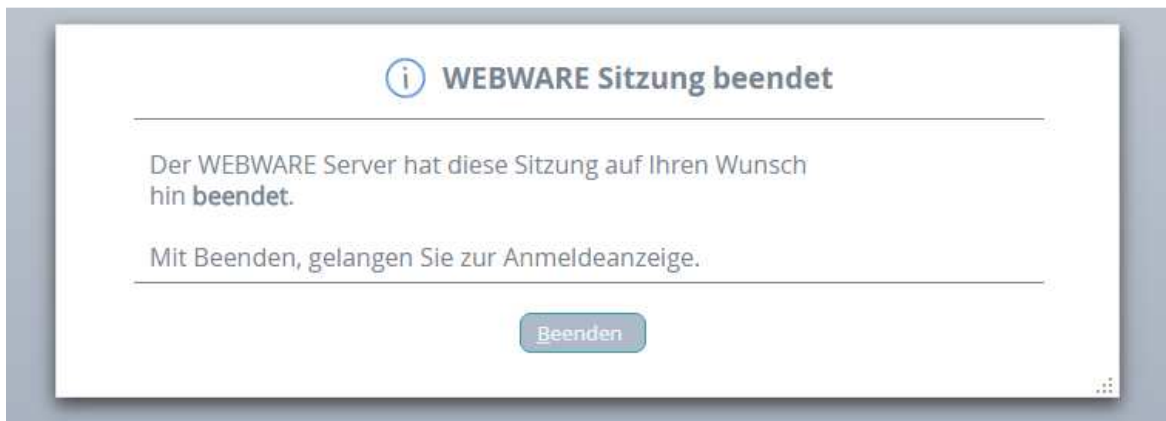 WEBWARE Sitzung beendet
Der WEBWARE Server hat diese Sitzung auf Ihren Wunsch
hin beendet.
Mit Beenden, gelangen Sie zur Anmeldeanzeige.
Beenden